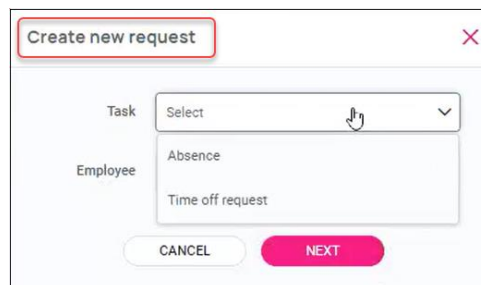 Create new request
Task
Select
Absence
Employee
Time off request
CANCEL
NEXT